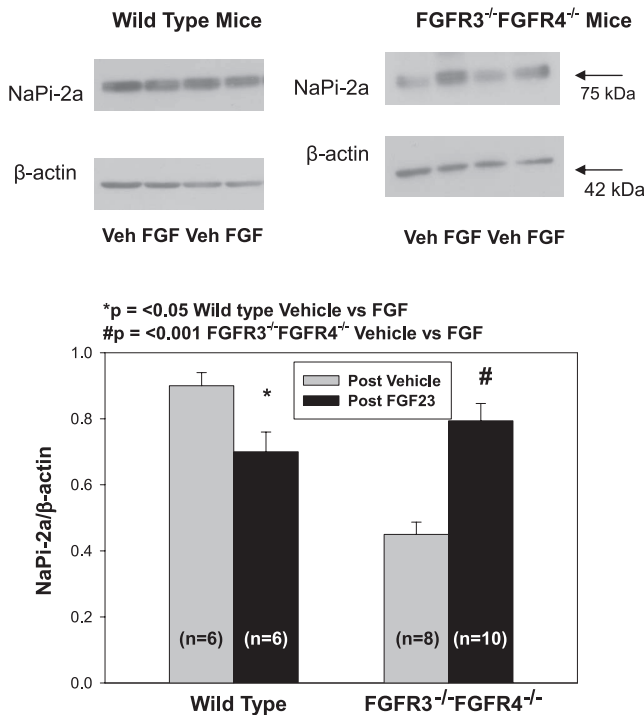 Wild Type Mice
FGFR3⁻/⁻FGFR4⁻/⁻ Mice
NaPi-2a
NaPi-2a
75 kDa
β-actin
β-actin
42 kDa
Veh FGF Veh FGF
Veh FGF Veh FGF
*p = <0.05 Wild type Vehicle vs FGF
#p = <0.001 FGFR3⁻/⁻FGFR4⁻/⁻ Vehicle vs FGF
NaPi-2a/β-actin
1.0
0.8
0.6
0.4
0.2
0.0
Post Vehicle
Post FGF23
*
#
(n=6)
(n=6)
(n=8)
(n=10)
Wild Type
FGFR3⁻/⁻FGFR4⁻/⁻